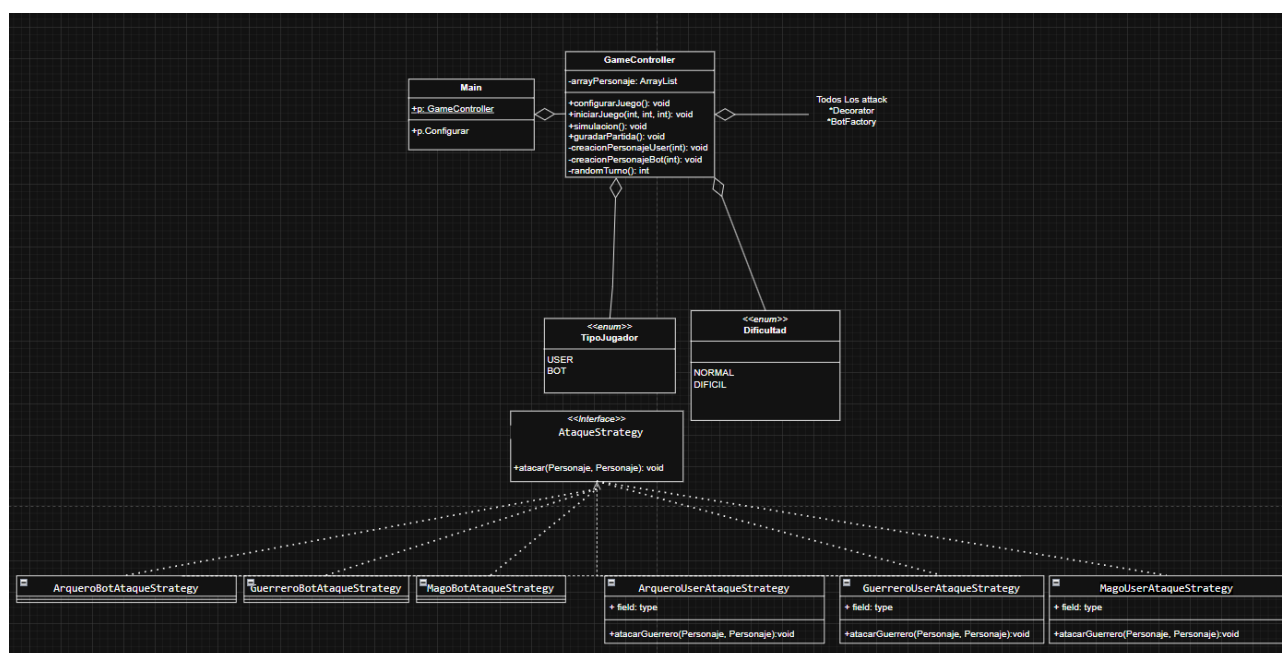 GameController
-arrayPersonaje: ArrayList
+configurarJuego(): void
+iniciarJuego(int, int, int): void
+simulacion(): void
+guradarPartida(): void
-creacionPersonajeUser(int): void
-creacionPersonajeBot(int): void
-randomTurno(): int
Main
+p: GameController
+p.Configurar
Todos Los attack
*Decorator
*BotFactory
<<enum>>
TipoJugador
USER
BOT
<<enum>>
Dificultad
NORMAL
DIFICIL
<<Interface>>
AtaqueStrategy
+atacar(Personaje, Personaje): void
ArqueroBotAtaqueStrategy
GuerreroBotAtaqueStrategy
MagoBotAtaqueStrategy
ArqueroUserAtaqueStrategy
+ field: type
+atacarGuerrero(Personaje, Personaje):void
GuerreroUserAtaqueStrategy
+ field: type
+atacarGuerrero(Personaje, Personaje):void
MagoUserAtaqueStrategy
+ field: type
+atacarGuerrero(Personaje, Personaje):void